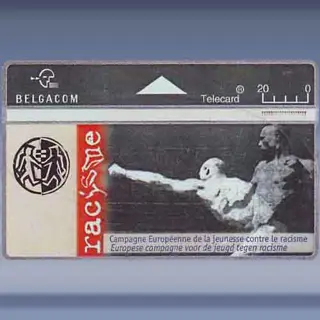 BELGACOM
Telecard
20 0
racisme
Campagne Européenne de la jeunesse contre le racisme
Europese campagne voor de jeugd tegen racisme